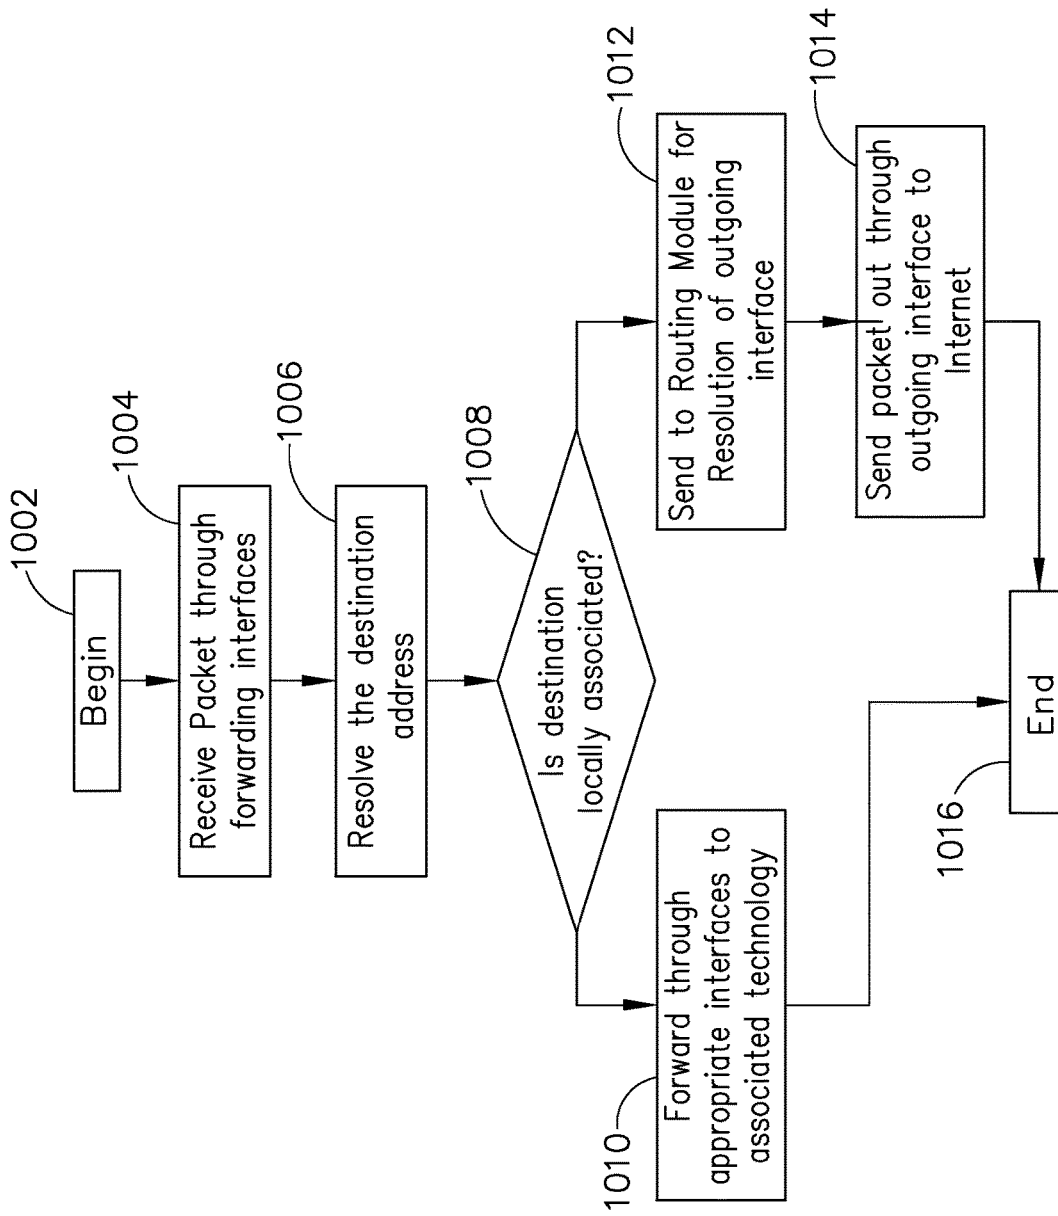 Begin
1002
Receive Packet through
forwarding interfaces
1004
Resolve the destination
address
1006
Is destination
locally associated?
1008
Forward through
appropriate interfaces to
associated technology
1010
Send to Routing Module for
Resolution of outgoing
interface
1012
Send packet out through
outgoing interface to
Internet
1014
End
1016